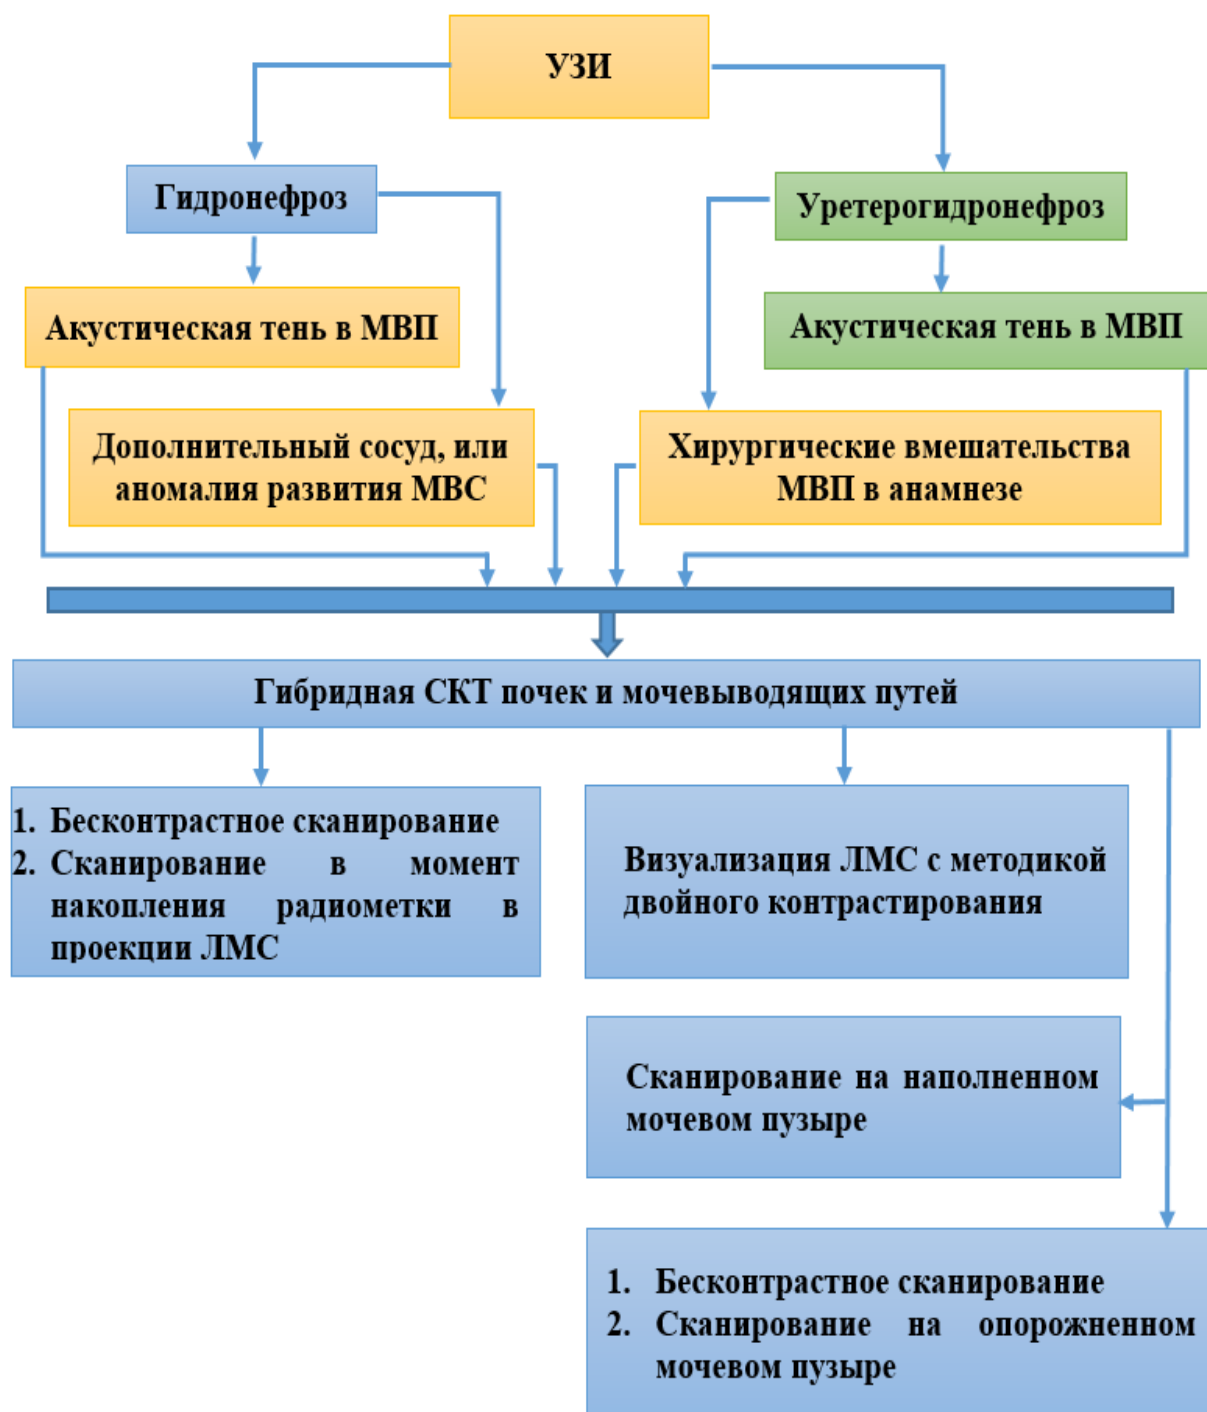 УЗИ
Гидронефроз
Уретерогидронефроз
Акустическая тень в МВП
Акустическая тень в МВП
Дополнительный сосуд, или
аномалия развития МВС
Хирургические вмешательства
МВП в анамнезе
Гибридная СКТ почек и мочевыводящих путей
1. Бесконтрастное сканирование
2. Сканирование в момент
накопления радиометки в
проекции ЛМС
Визуализация ЛМС с методикой
двойного контрастирования
Сканирование на наполненном
мочевом пузыре
1. Бесконтрастное сканирование
2. Сканирование на опорожненном
мочевом пузыре